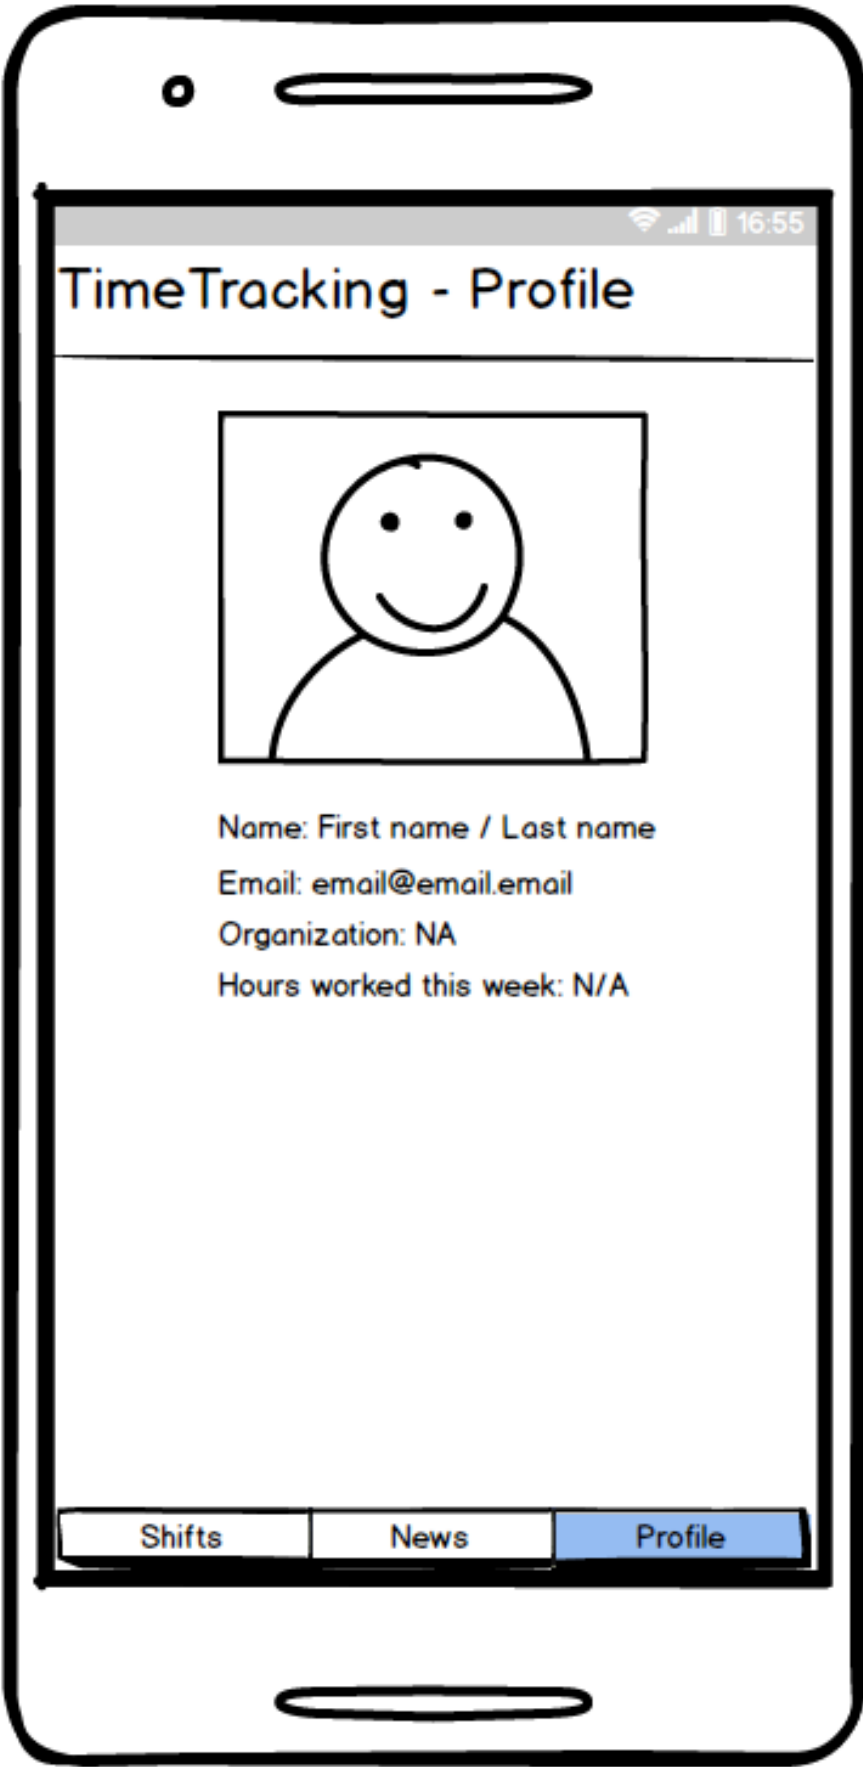 16:55
TimeTracking - Profile
Name: First name / Last name
Email: email@email.email
Organization: NA
Hours worked this week: N/A
Shifts News Profile